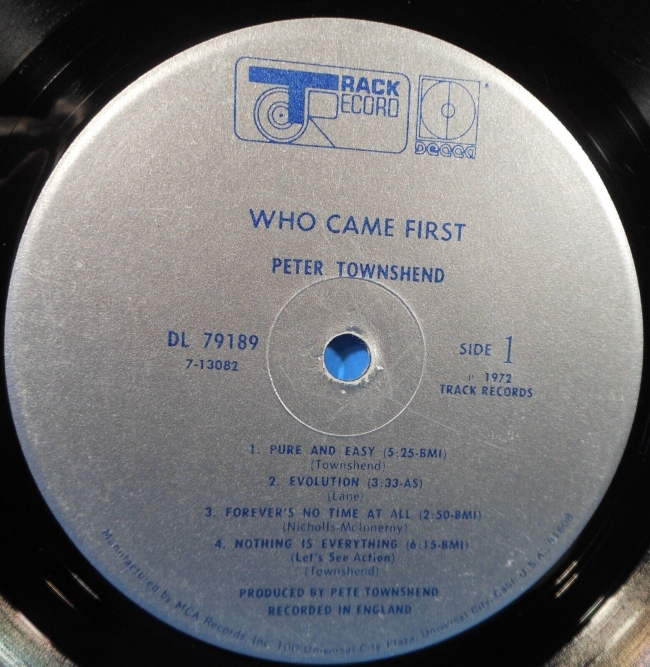 TRACK
RECORD
DECCA
WHO CAME FIRST
PETER TOWNSHEND
DL 79189
7-13082
SIDE 1
℗ 1972
TRACK RECORDS
1. PURE AND EASY (5:25-BMI)
(Townshend)
2. EVOLUTION (3:33-AS)
(Lane)
3. FOREVER'S NO TIME AT ALL (2:50-BMI)
(Nicholls-McInnerny)
4. NOTHING IS EVERYTHING (6:15-BMI)
(Let's See Action)
(Townshend)
PRODUCED BY PETE TOWNSHEND
RECORDED IN ENGLAND
Manufactured by MCA Records, Inc. 100 Universal City Plaza, Universal City, Calif. U.S.A. 91608